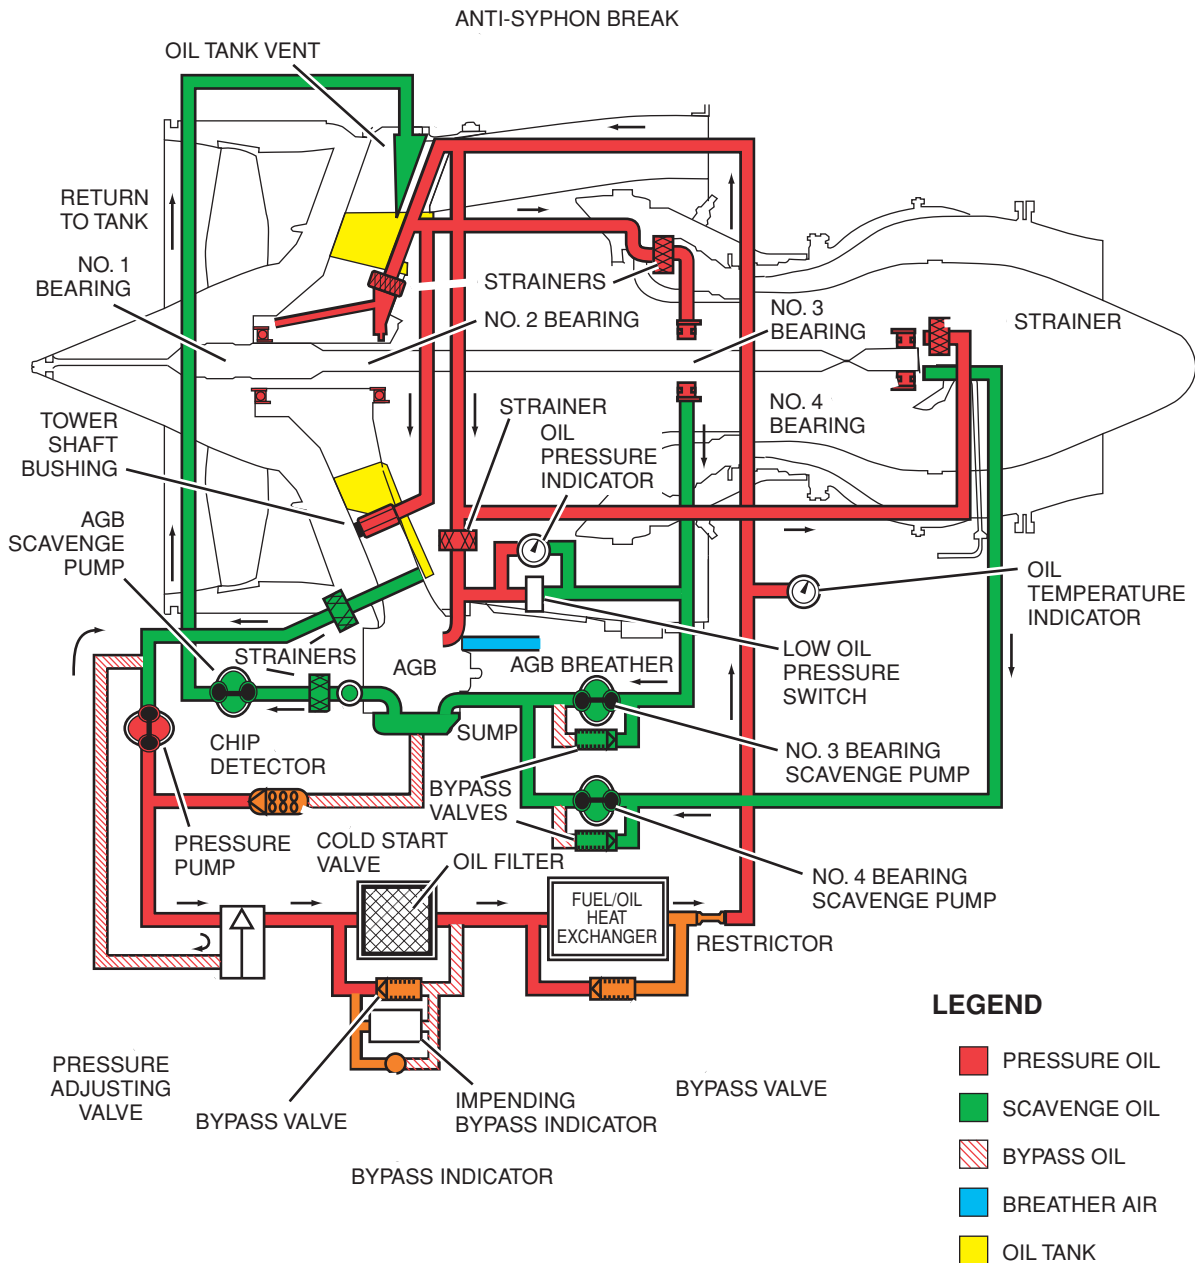 ANTI-SYPHON BREAK
OIL TANK VENT
RETURN
TO TANK
NO. 1
BEARING
STRAINERS
NO. 2 BEARING
NO. 3
BEARING
STRAINER
TOWER
SHAFT
BUSHING
STRAINER
OIL
PRESSURE
INDICATOR
NO. 4
BEARING
AGB
SCAVENGE
PUMP
OIL
TEMPERATURE
INDICATOR
STRAINERS
AGB
AGB BREATHER
LOW OIL
PRESSURE
SWITCH
SUMP
CHIP
DETECTOR
NO. 3 BEARING
SCAVENGE PUMP
BYPASS
VALVES
PRESSURE
PUMP
COLD START
VALVE
OIL FILTER
NO. 4 BEARING
SCAVENGE PUMP
FUEL/OIL
HEAT
EXCHANGER
RESTRICTOR
PRESSURE
ADJUSTING
VALVE
BYPASS VALVE
IMPENDING
BYPASS INDICATOR
BYPASS VALVE
BYPASS INDICATOR
LEGEND
PRESSURE OIL
SCAVENGE OIL
BYPASS OIL
BREATHER AIR
OIL TANK